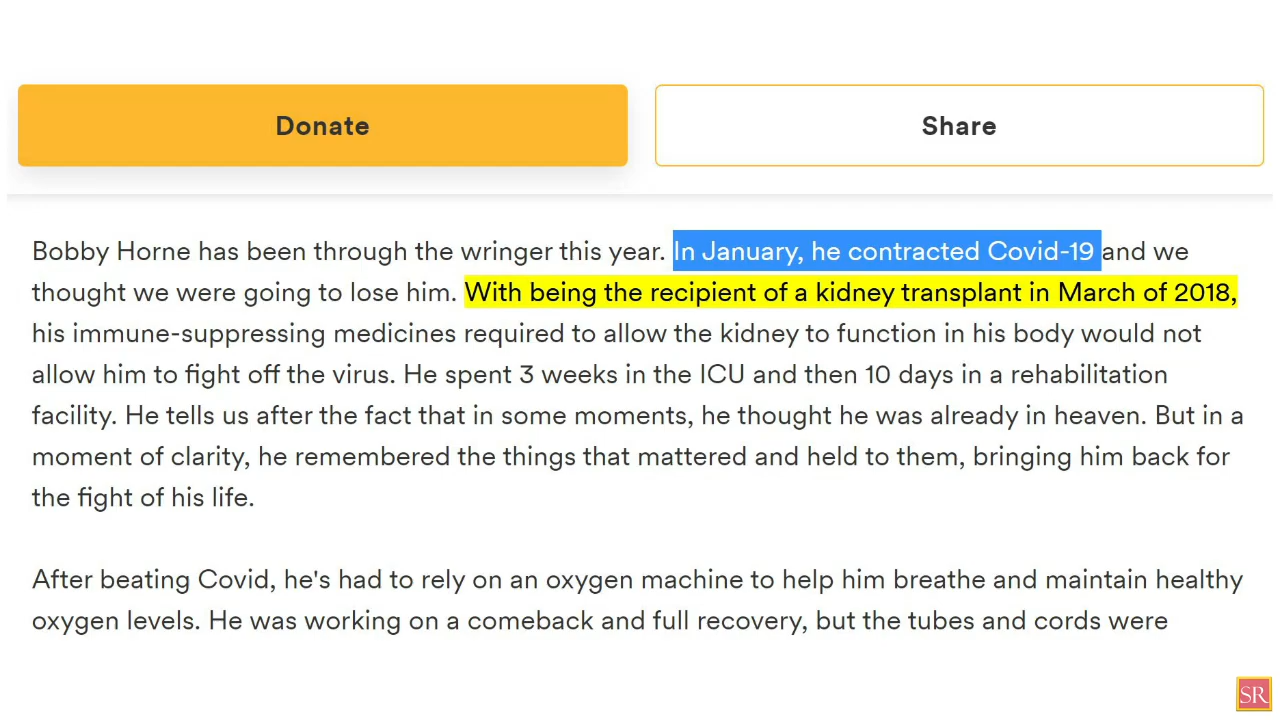 Donate
Share
Bobby Horne has been through the wringer this year. In January, he contracted Covid-19 and we
thought we were going to lose him. With being the recipient of a kidney transplant in March of 2018,
his immune-suppressing medicines required to allow the kidney to function in his body would not
allow him to fight off the virus. He spent 3 weeks in the ICU and then 10 days in a rehabilitation
facility. He tells us after the fact that in some moments, he thought he was already in heaven. But in a
moment of clarity, he remembered the things that mattered and held to them, bringing him back for
the fight of his life.
After beating Covid, he's had to rely on an oxygen machine to help him breathe and maintain healthy
oxygen levels. He was working on a comeback and full recovery, but the tubes and cords were
SR